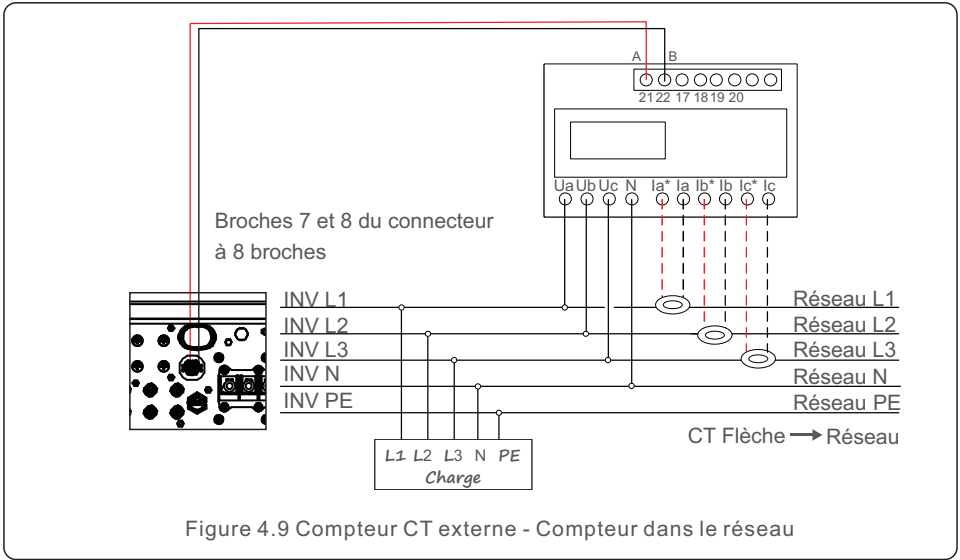 A B
21 22 17 18 19 20
Ua Ub Uc N Ia* Ia Ib* Ib Ic* Ic
Broches 7 et 8 du connecteur
à 8 broches
INV L1 Réseau L1
INV L2 Réseau L2
INV L3 Réseau L3
INV N Réseau N
INV PE Réseau PE
CT Flèche → Réseau
L1 L2 L3 N PE
Charge
Figure 4.9 Compteur CT externe - Compteur dans le réseau